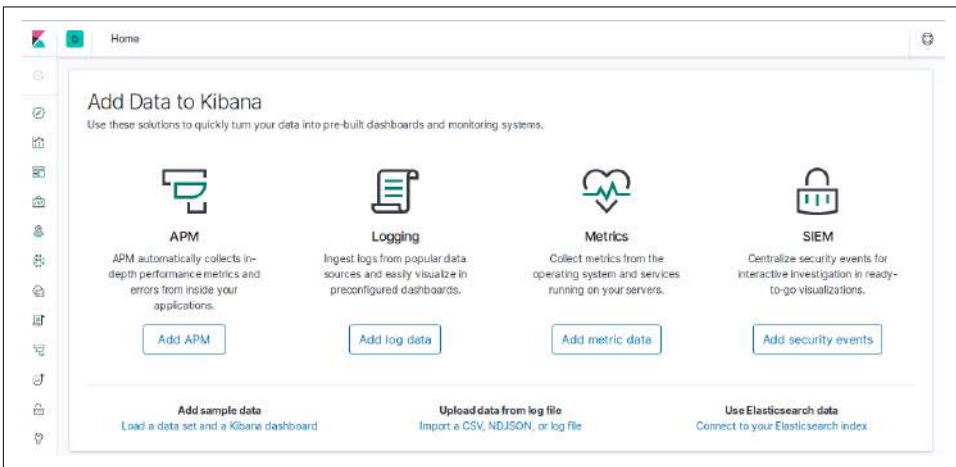 D
Home
Add Data to Kibana
Use these solutions to quickly turn your data into pre-built dashboards and monitoring systems.
APM
APM automatically collects in-
depth performance metrics and
errors from inside your
applications.
Add APM
Logging
Ingest logs from popular data
sources and easily visualize in
preconfigured dashboards.
Add log data
Metrics
Collect metrics from the
operating system and services
running on your servers.
Add metric data
SIEM
Centralize security events for
interactive investigation in ready-
to-go visualizations.
Add security events
Add sample data
Load a data set and a Kibana dashboard
Upload data from log file
Import a CSV, NDJSON, or log file
Use Elasticsearch data
Connect to your Elasticsearch index